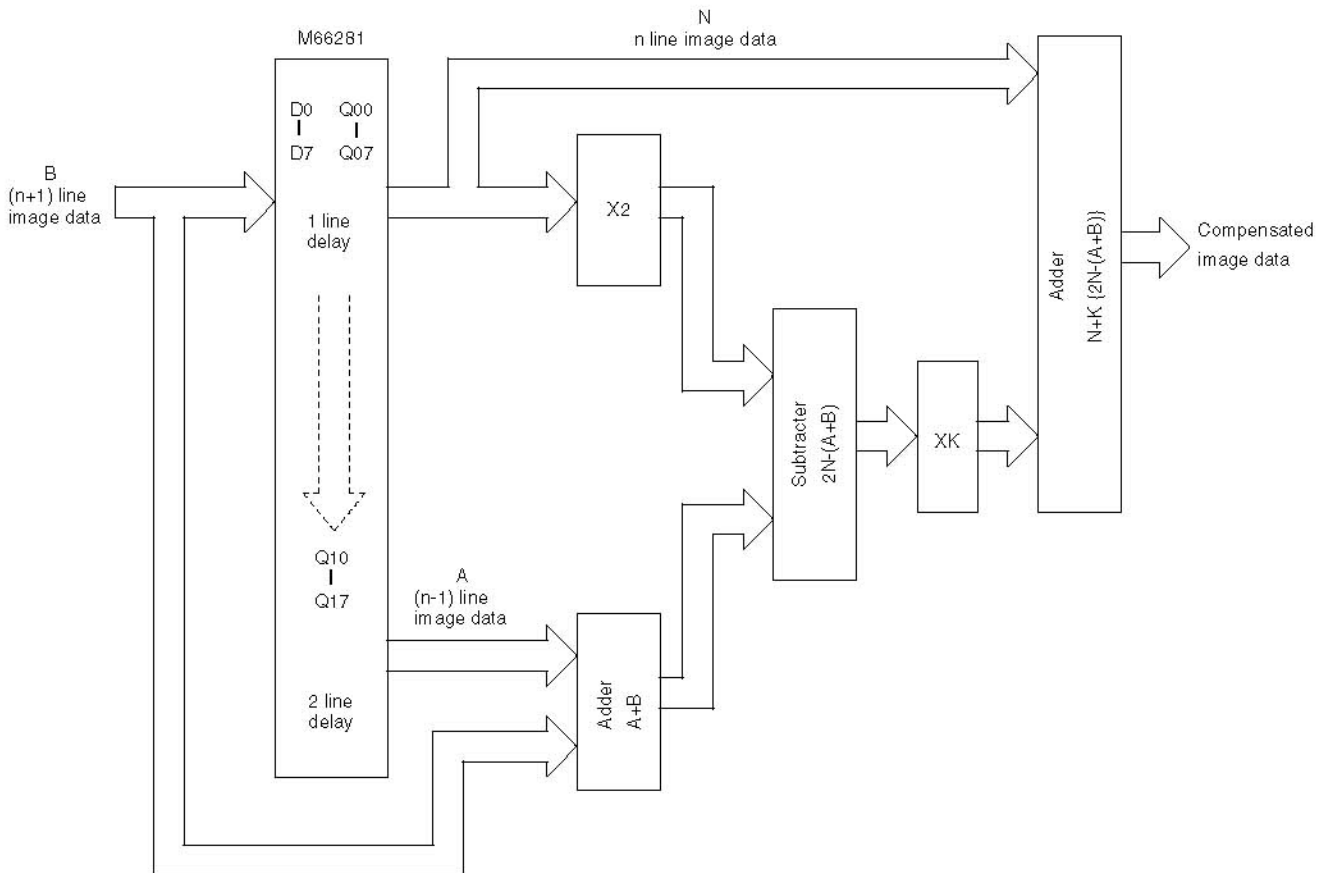 N
n line image data
M66281
D0
D7
Q00
Q07
B
(n+1) line
image data
1 line
delay
X2
Adder
N+K {2N-(A+B)}
Compensated
image data
Subtracter
2N-(A+B)
XK
Q10
Q17
A
(n-1) line
image data
2 line
delay
Adder
A+B